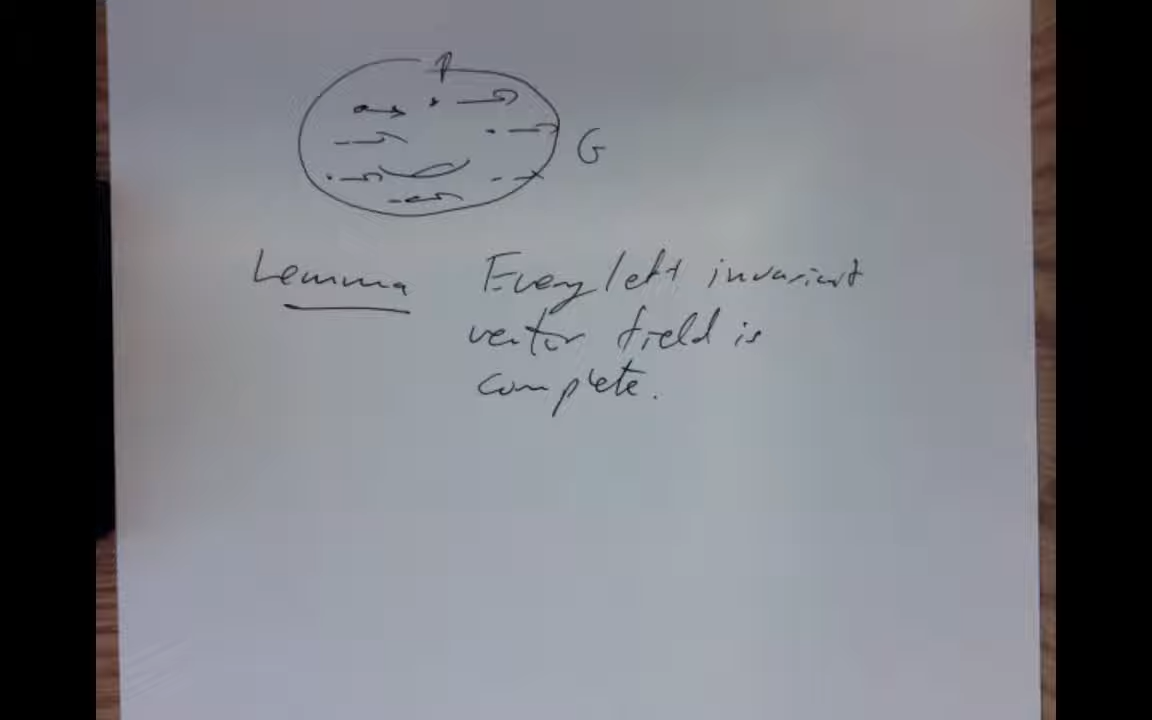 G
Lemma Every left invariant
vector field is
complete.